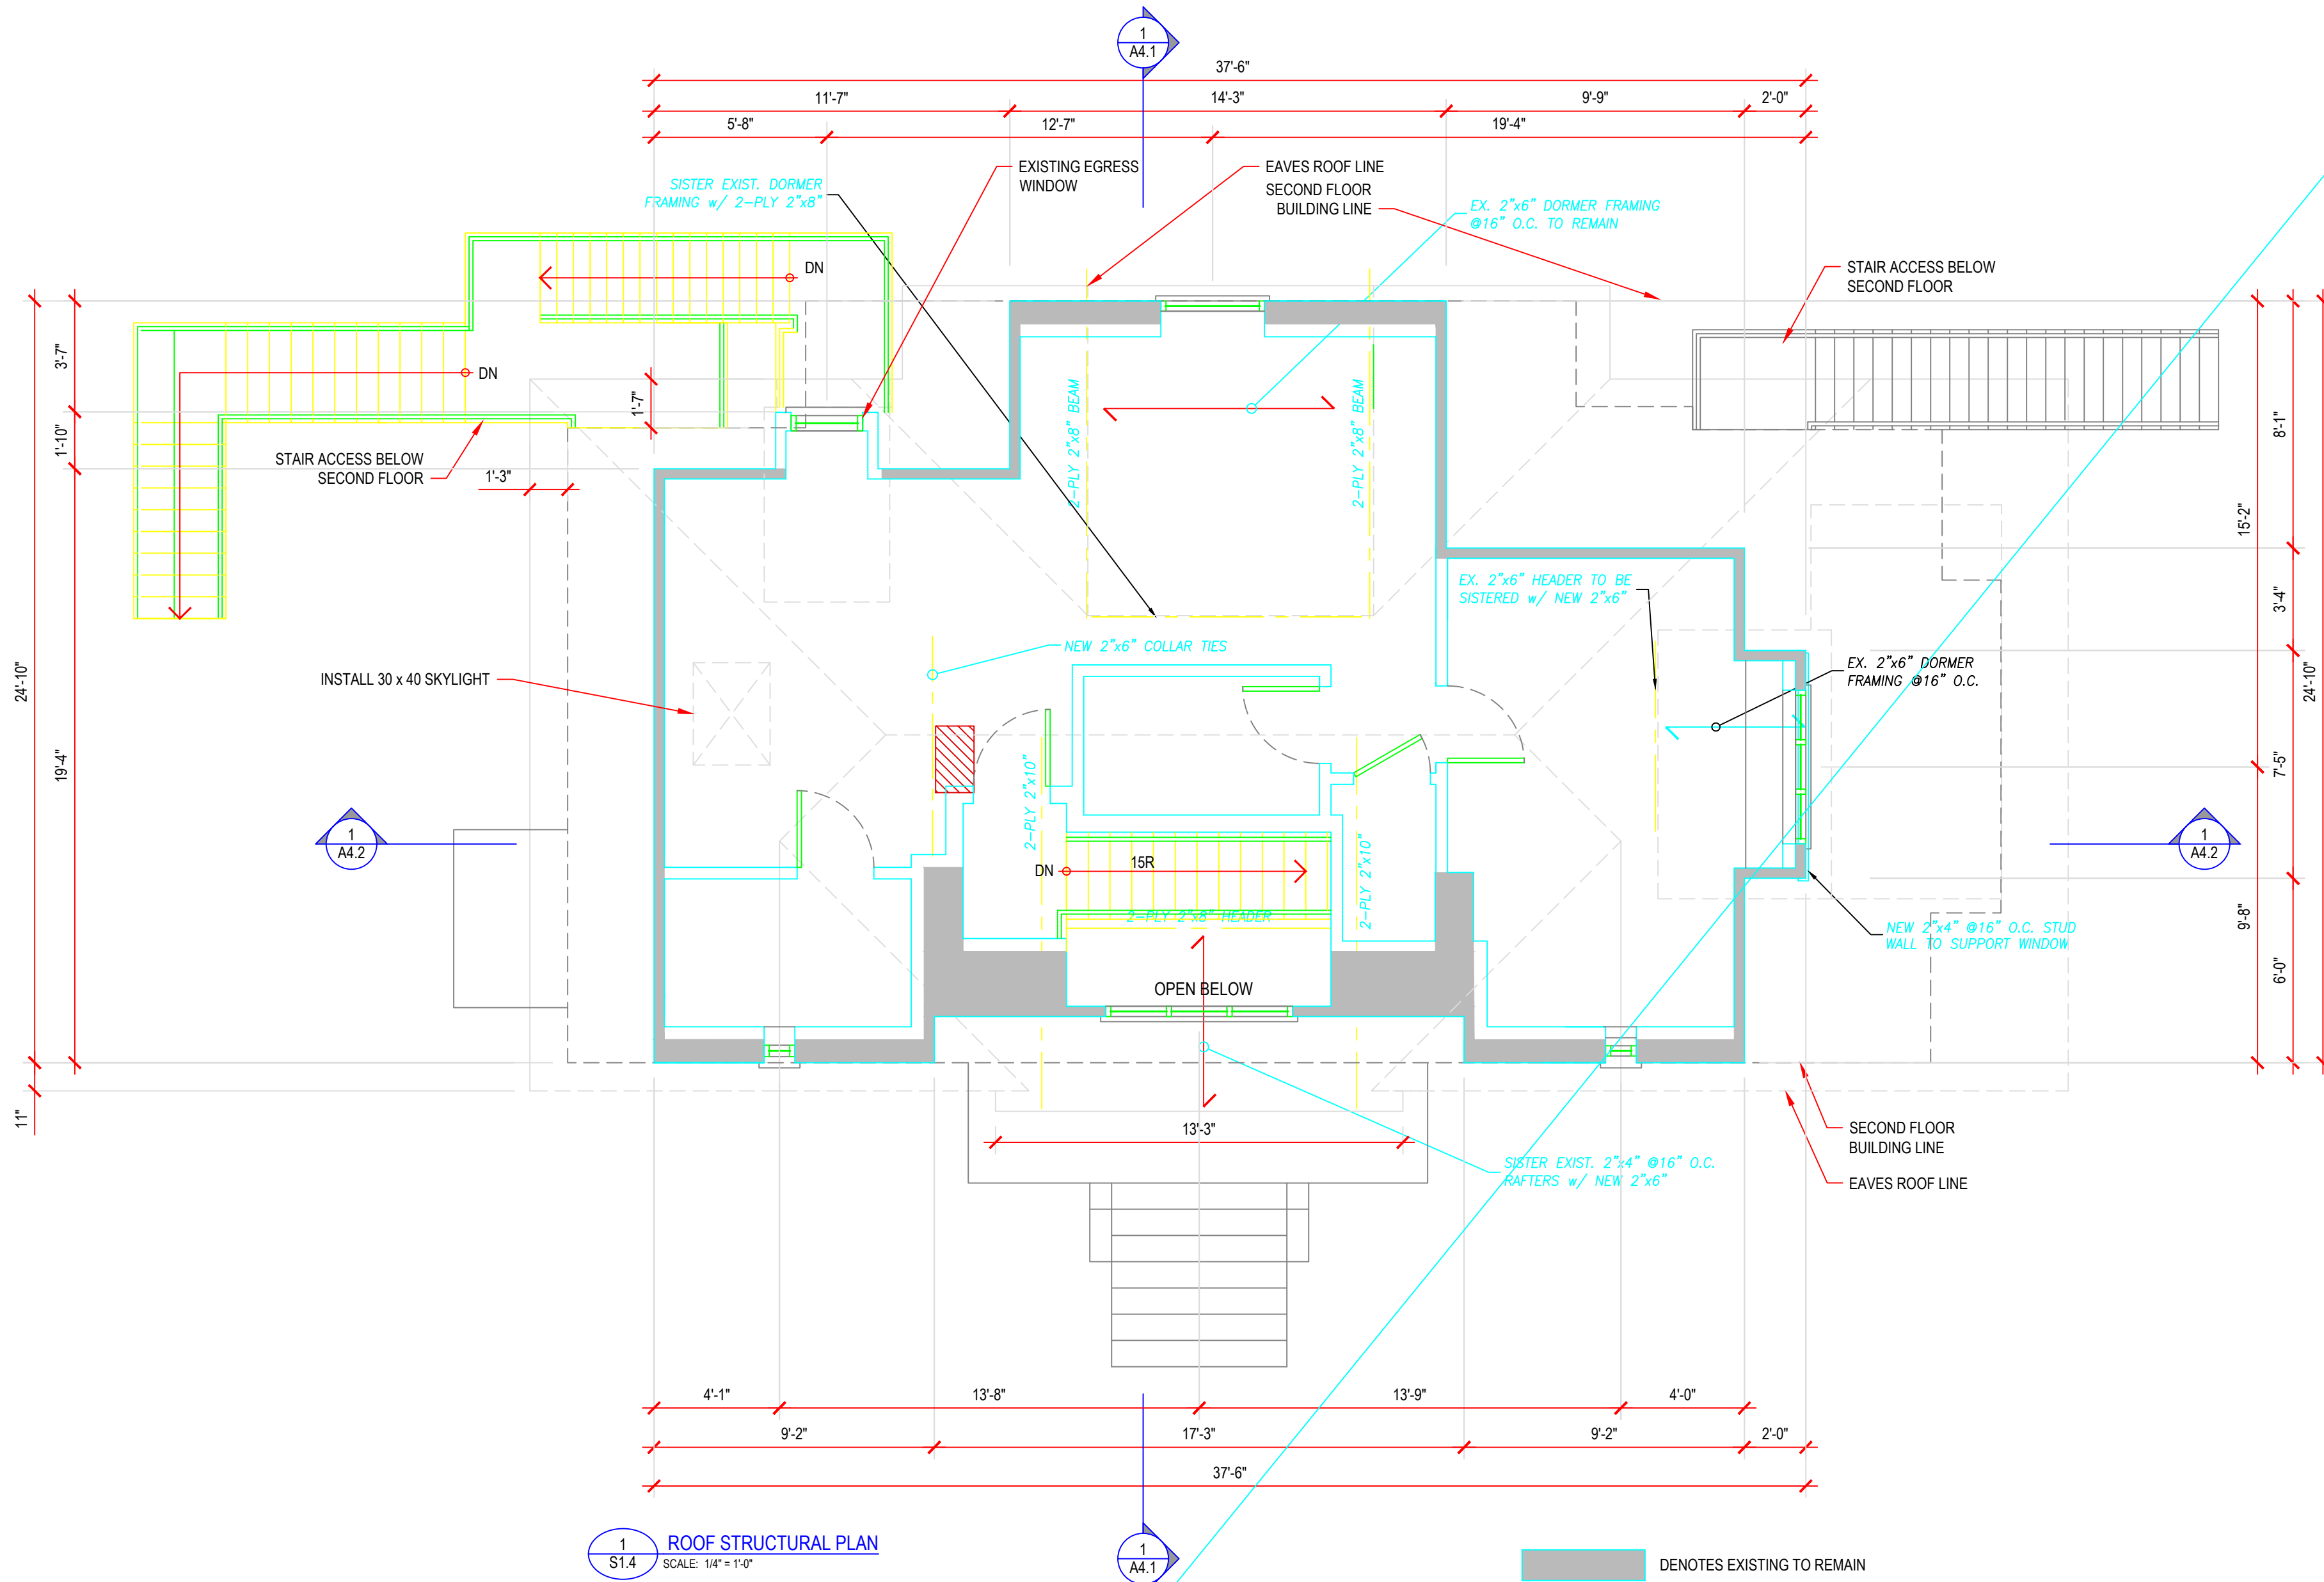 1
A4.1
37'-6"
11'-7"
14'-3"
9'-9"
2'-0"
5'-8"
12'-7"
19'-4"
EXISTING EGRESS
WINDOW
EAVES ROOF LINE
SECOND FLOOR
BUILDING LINE
SISTER EXIST. DORMER
FRAMING w/ 2-PLY 2"x8"
EX. 2"x6" DORMER FRAMING
@16" O.C. TO REMAIN
STAIR ACCESS BELOW
SECOND FLOOR
DN
DN
3'-7"
1'-10"
1'-7"
1'-3"
STAIR ACCESS BELOW
SECOND FLOOR
2-PLY 2"x8" BEAM
2-PLY 2"x8" BEAM
8'-1"
15'-2"
3'-4"
EX. 2"x6" HEADER TO BE
SISTERED w/ NEW 2"x6"
NEW 2"x6" COLLAR TIES
EX. 2"x6" DORMER
FRAMING @16" O.C.
INSTALL 30 x 40 SKYLIGHT
24'-10"
19'-4"
24'-10"
7'-5"
2-PLY 2"x10"
2-PLY 2"x10"
1
A4.2
DN
15R
2-PLY 2"x8" HEADER
1
A4.2
9'-8"
6'-0"
NEW 2"x4" @16" O.C. STUD
WALL TO SUPPORT WINDOW
OPEN BELOW
11"
13'-3"
SECOND FLOOR
BUILDING LINE
EAVES ROOF LINE
SISTER EXIST. 2"x4" @16" O.C.
RAFTERS w/ NEW 2"x6"
4'-1"
13'-8"
13'-9"
4'-0"
9'-2"
17'-3"
9'-2"
2'-0"
37'-6"
1
S1.4
ROOF STRUCTURAL PLAN
SCALE: 1/4" = 1'-0"
1
A4.1
DENOTES EXISTING TO REMAIN